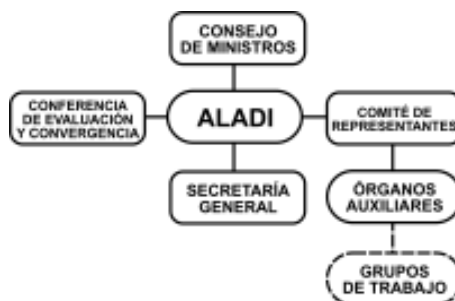 CONSEJO
DE MINISTROS
CONFERENCIA
DE EVALUACIÓN
Y CONVERGENCIA
ALADI
COMITÉ DE
REPRESENTANTES
SECRETARÍA
GENERAL
ÓRGANOS
AUXILIARES
GRUPOS
DE TRABAJO